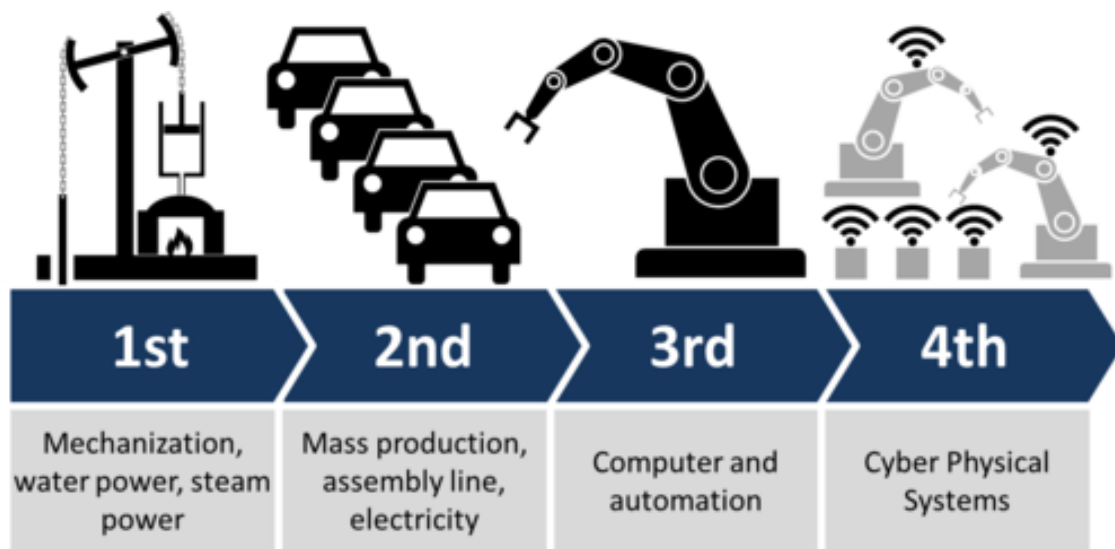 1st
2nd
3rd
4th
Mechanization,
water power, steam
power
Mass production,
assembly line,
electricity
Computer and
automation
Cyber Physical
Systems